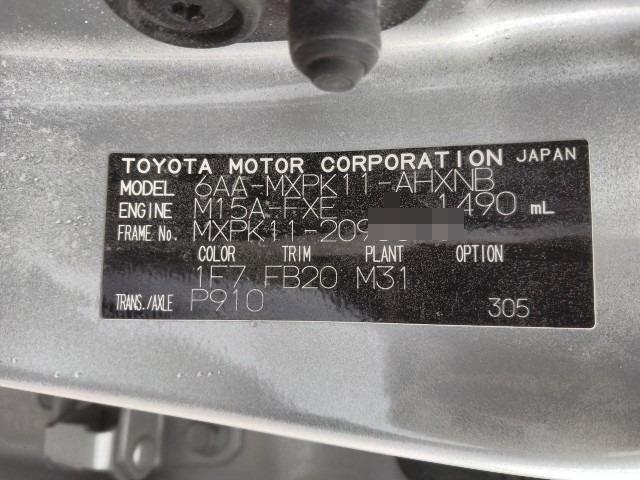 TOYOTA MOTOR CORPORATION JAPAN
MODEL 6AA-MXPK11-AHXNB
ENGINE M15A-FXE 1490 mL
FRAME No. MXPK11-209
COLOR TRIM PLANT OPTION
1F7 FB20 M31
TRANS./AXLE P910 305